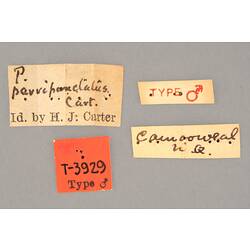 P.
parvipunctatus.
Cart.
Id. by H. J. Carter
TYPE ♂
Camooweal
N. Q.
T-3929
Type ♂